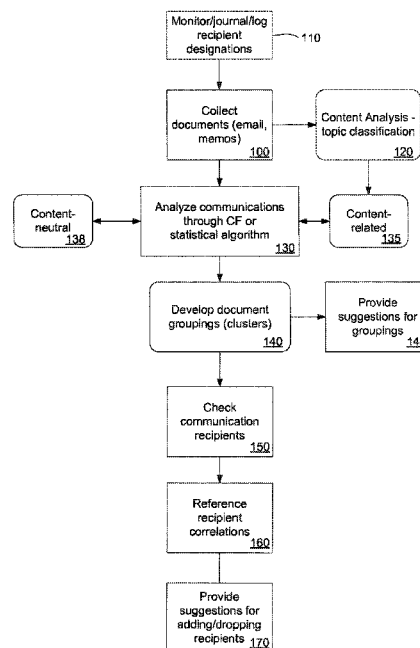 Monitor/journal/log
recipient
designations
110
Collect
documents (email,
memos)
100
Content Analysis -
topic classification
120
Content-
neutral
138
Analyze communications
through CF or
statistical algorithm
130
Content-
related
135
Develop document
groupings (clusters)
140
Provide
suggestions for
groupings
Check
communication
recipients
150
Reference
recipient
correlations
160
Provide
suggestions for
adding/dropping
recipients
170